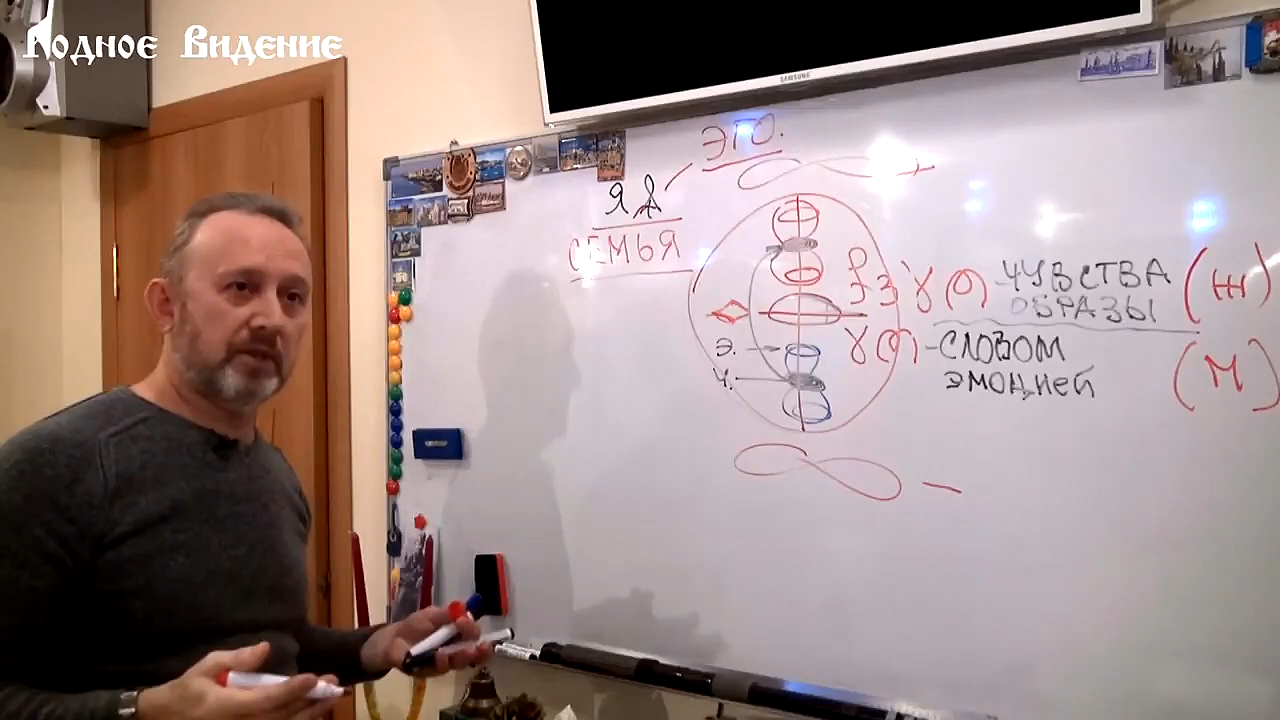 Родное Видение
SAMSUNG
ЭГО.
Я
СЕМЬЯ
+
ЧУВСТВА (Ж)
ОБРАЗЫ
Э.
Ч.
- СЛОВОМ (М)
ЭМОЦИЕЙ
-